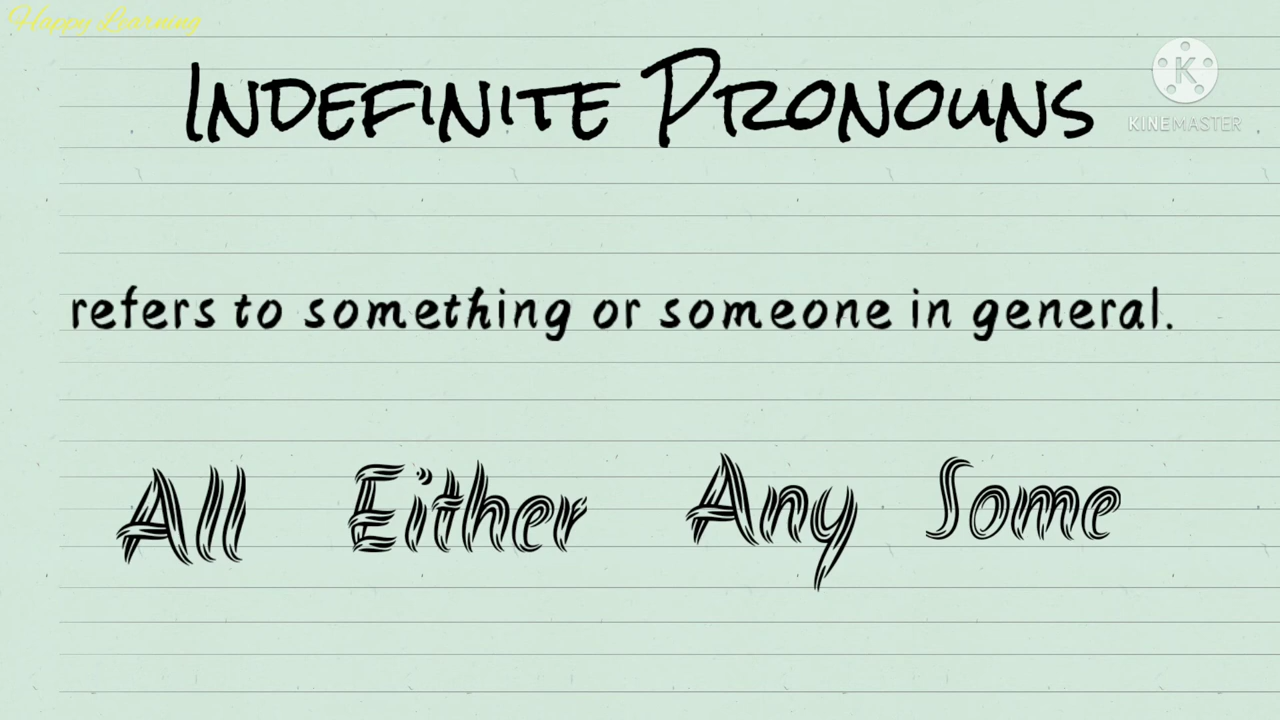 Happy Learning
INDEFINITE PRONOUNS
K
KINEMASTER
refers to something or someone in general.
All Either Any Some